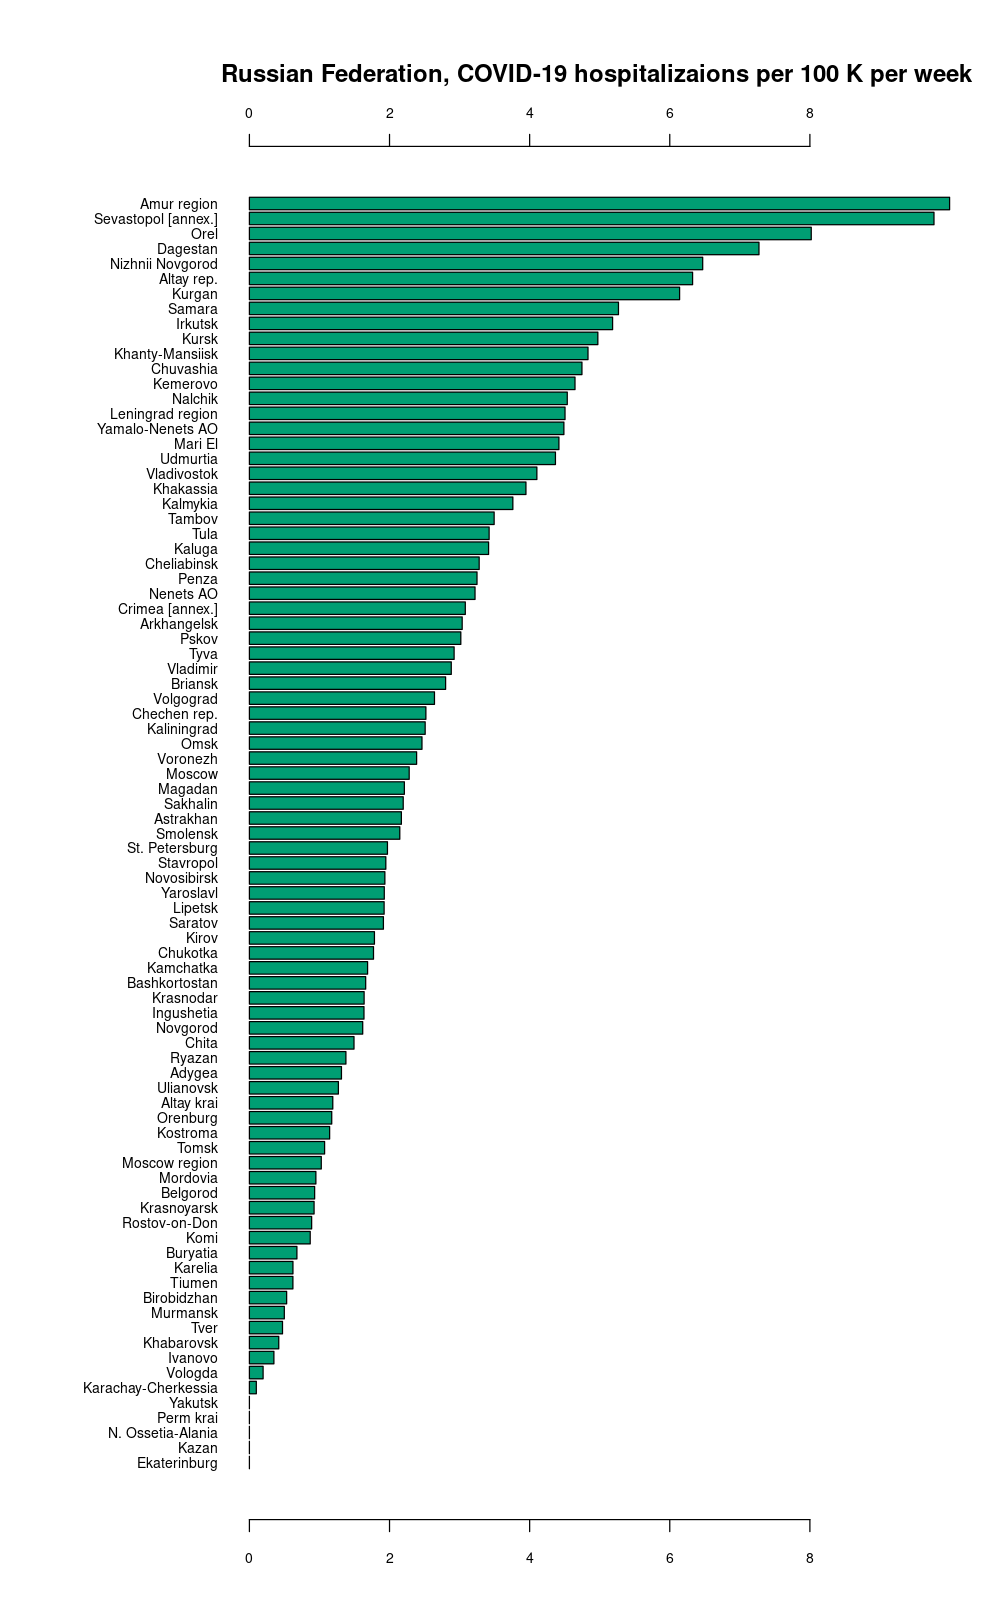 Russian Federation, COVID-19 hospitalizaions per 100 K per week
0 2 4 6 8
Amur region
Sevastopol [annex.]
Orel
Dagestan
Nizhnii Novgorod
Altay rep.
Kurgan
Samara
Irkutsk
Kursk
Khanty-Mansiisk
Chuvashia
Kemerovo
Nalchik
Leningrad region
Yamalo-Nenets AO
Mari El
Udmurtia
Vladivostok
Khakassia
Kalmykia
Tambov
Tula
Kaluga
Cheliabinsk
Penza
Nenets AO
Crimea [annex.]
Arkhangelsk
Pskov
Tyva
Vladimir
Briansk
Volgograd
Chechen rep.
Kaliningrad
Omsk
Voronezh
Moscow
Magadan
Sakhalin
Astrakhan
Smolensk
St. Petersburg
Stavropol
Novosibirsk
Yaroslavl
Lipetsk
Saratov
Kirov
Chukotka
Kamchatka
Bashkortostan
Krasnodar
Ingushetia
Novgorod
Chita
Ryazan
Adygea
Ulianovsk
Altay krai
Orenburg
Kostroma
Tomsk
Moscow region
Mordovia
Belgorod
Krasnoyarsk
Rostov-on-Don
Komi
Buryatia
Karelia
Tiumen
Birobidzhan
Murmansk
Tver
Khabarovsk
Ivanovo
Vologda
Karachay-Cherkessia
Yakutsk
Perm krai
N. Ossetia-Alania
Kazan
Ekaterinburg
0 2 4 6 8